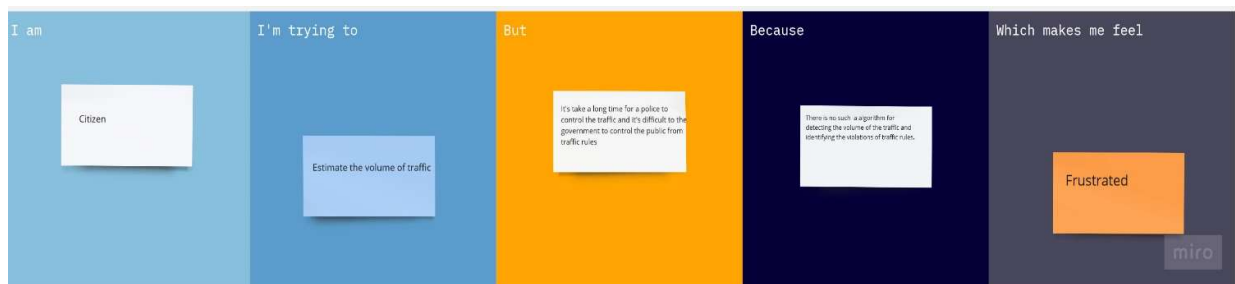 I am
I'm trying to
But
Because
Which makes me feel
Citizen
Estimate the volume of traffic
It's take a long time for a police to
control the traffic and it's difficult to the
government to control the public from
traffic rules
There is no such a algorithm for
detecting the volume of the traffic and
identifying the violations of traffic rules.
Frustrated
miro